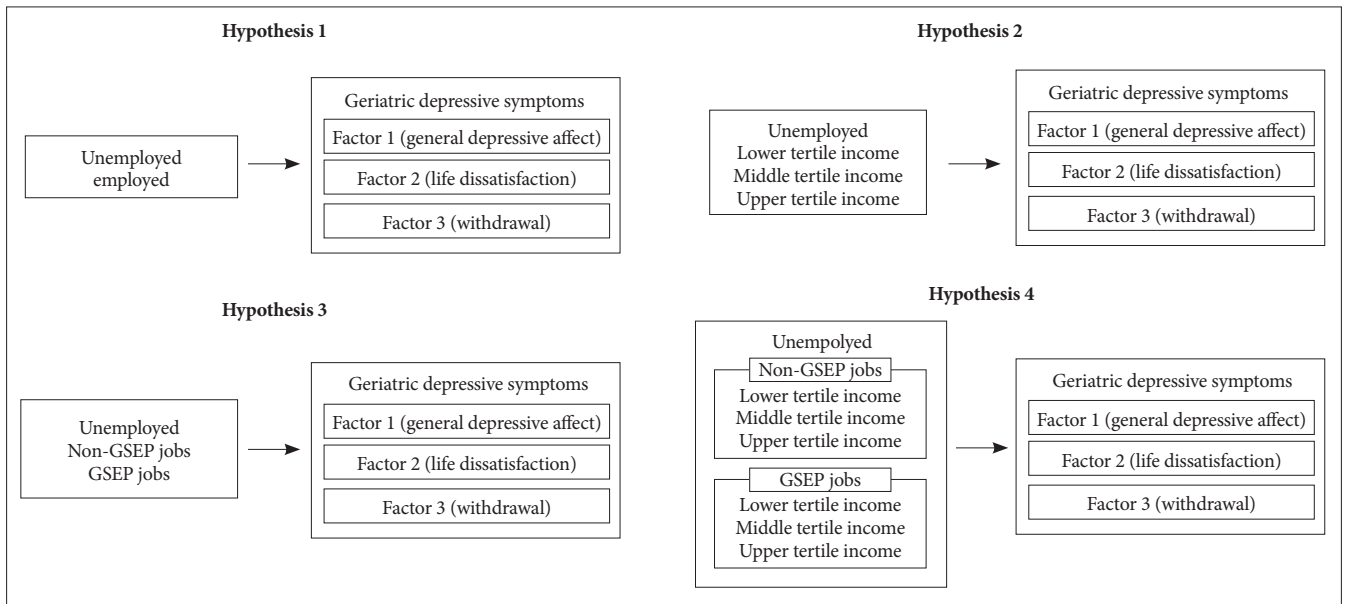 Hypothesis 1
Unemployed
employed
Geriatric depressive symptoms
Factor 1 (general depressive affect)
Factor 2 (life dissatisfaction)
Factor 3 (withdrawal)
Hypothesis 2
Unemployed
Lower tertile income
Middle tertile income
Upper tertile income
Geriatric depressive symptoms
Factor 1 (general depressive affect)
Factor 2 (life dissatisfaction)
Factor 3 (withdrawal)
Hypothesis 3
Unemployed
Non-GSEP jobs
GSEP jobs
Geriatric depressive symptoms
Factor 1 (general depressive affect)
Factor 2 (life dissatisfaction)
Factor 3 (withdrawal)
Hypothesis 4
Unempolyed
Non-GSEP jobs
Lower tertile income
Middle tertile income
Upper tertile income
GSEP jobs
Lower tertile income
Middle tertile income
Upper tertile income
Geriatric depressive symptoms
Factor 1 (general depressive affect)
Factor 2 (life dissatisfaction)
Factor 3 (withdrawal)